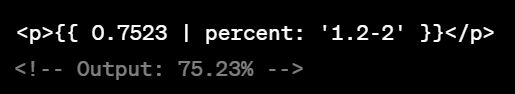 <p>{{ 0.7523 | percent: '1.2-2' }}</p>
<!-- Output: 75.23% -->